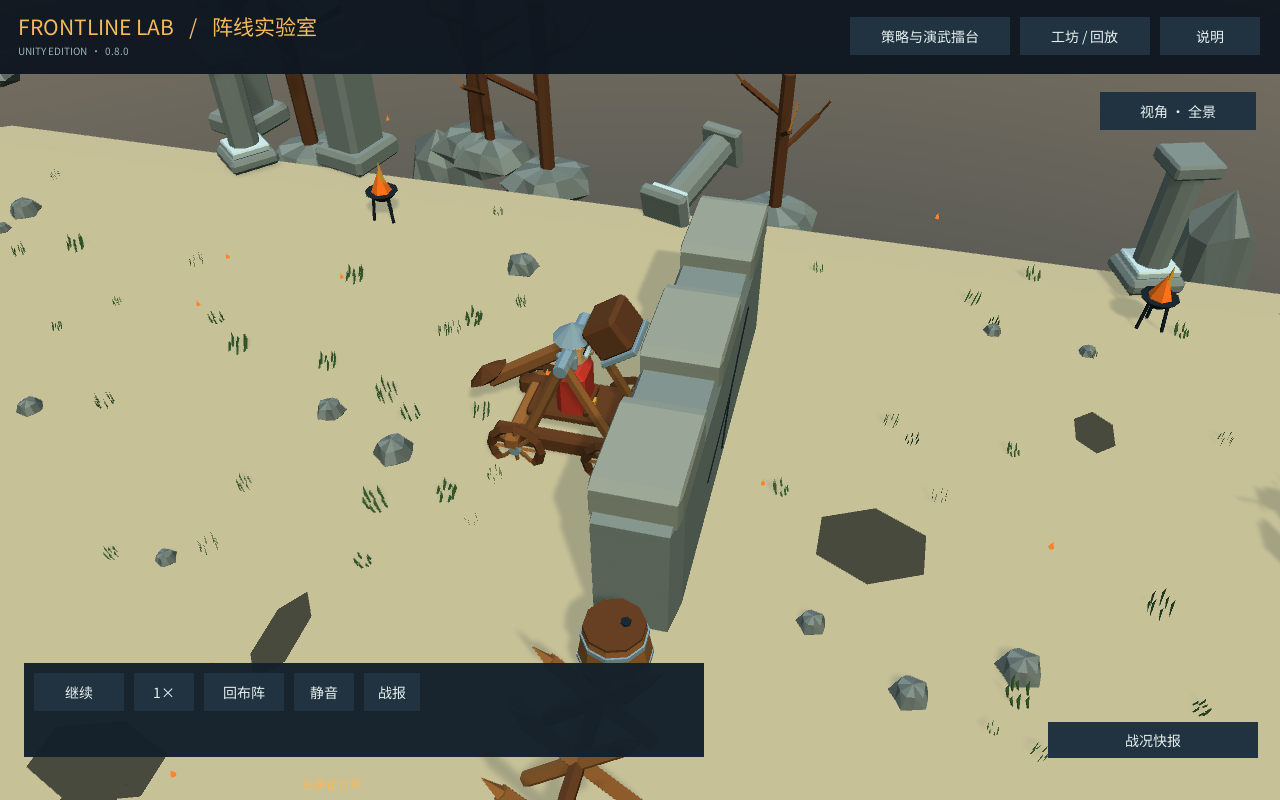 FRONTLINE LAB / 阵线实验室
UNITY EDITION · 0.8.0
策略与演武擂台
工坊 / 回放
说明
视角 · 全景
继续
1×
回布阵
静音
战报
战况快报